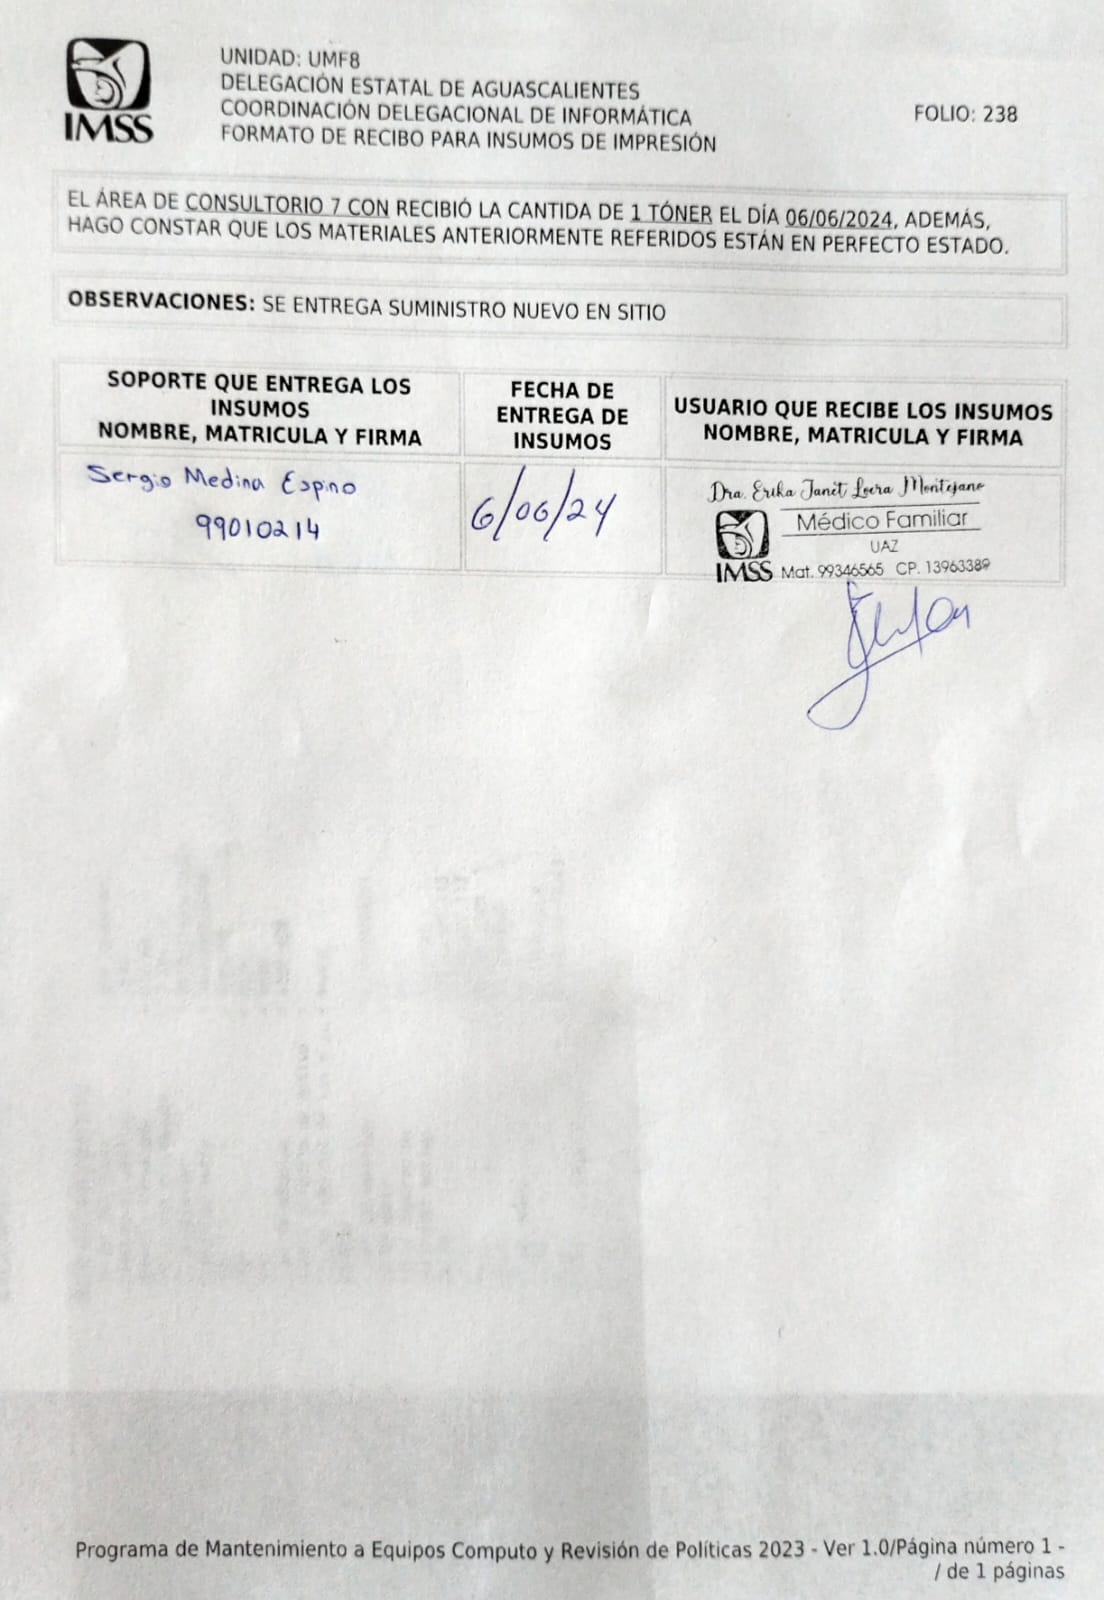 IMSS
UNIDAD: UMF8
DELEGACIÓN ESTATAL DE AGUASCALIENTES
COORDINACIÓN DELEGACIONAL DE INFORMÁTICA
FORMATO DE RECIBO PARA INSUMOS DE IMPRESIÓN
FOLIO: 238
EL ÁREA DE CONSULTORIO 7 CON RECIBIÓ LA CANTIDA DE 1 TÓNER EL DÍA 06/06/2024, ADEMÁS,
HAGO CONSTAR QUE LOS MATERIALES ANTERIORMENTE REFERIDOS ESTÁN EN PERFECTO ESTADO.
OBSERVACIONES: SE ENTREGA SUMINISTRO NUEVO EN SITIO
SOPORTE QUE ENTREGA LOS
INSUMOS
NOMBRE, MATRICULA Y FIRMA
FECHA DE
ENTREGA DE
INSUMOS
USUARIO QUE RECIBE LOS INSUMOS
NOMBRE, MATRICULA Y FIRMA
Sergio Medina Espino
99010214
6/06/24
Dra. Erika Janet Loera Montejano
Médico Familiar
UAZ
IMSS Mat. 99346565 CP. 13963389
Programa de Mantenimiento a Equipos Computo y Revisión de Políticas 2023 - Ver 1.0/Página número 1 -
/ de 1 páginas